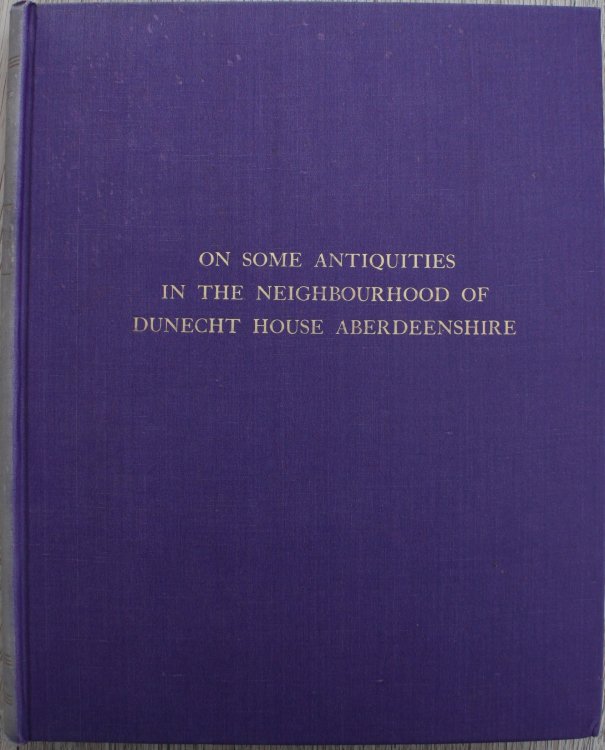 ON SOME ANTIQUITIES
IN THE NEIGHBOURHOOD OF
DUNECHT HOUSE ABERDEENSHIRE